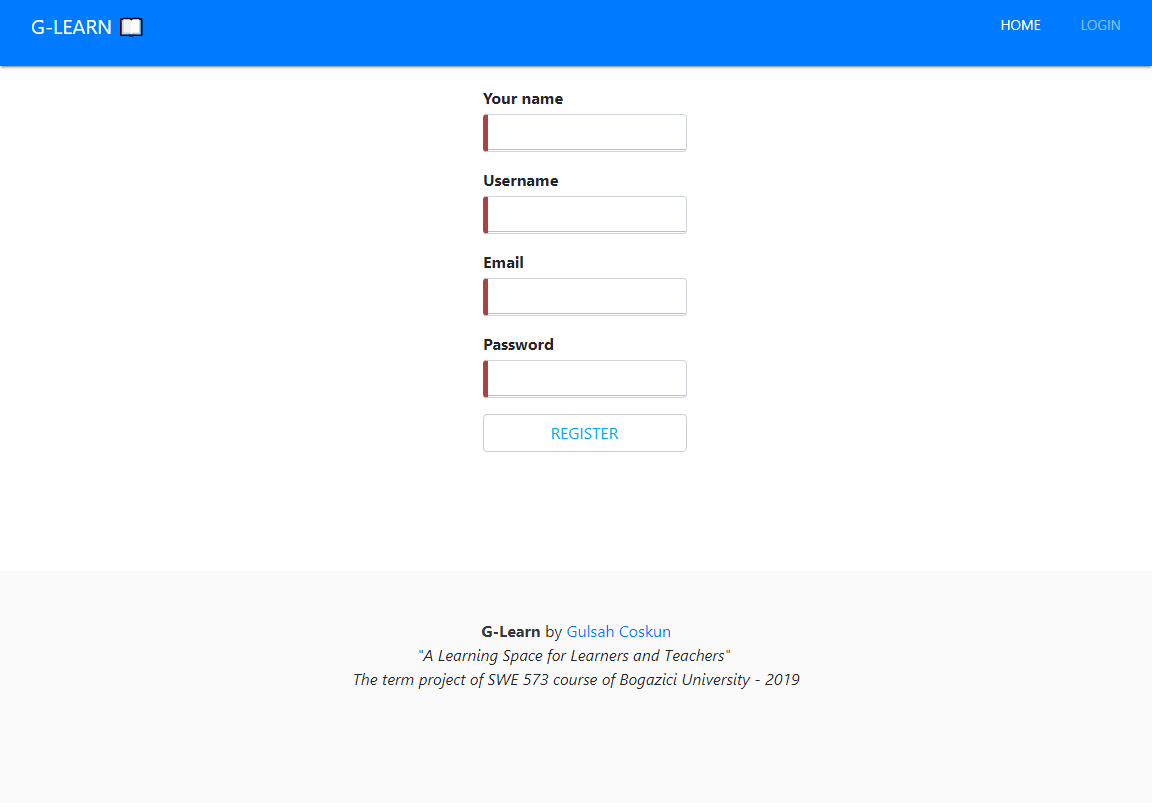 G-LEARN 📖
HOME
LOGIN
Your name
Username
Email
Password
REGISTER
G-Learn by Gulsah Coskun
"A Learning Space for Learners and Teachers"
The term project of SWE 573 course of Bogazici University - 2019